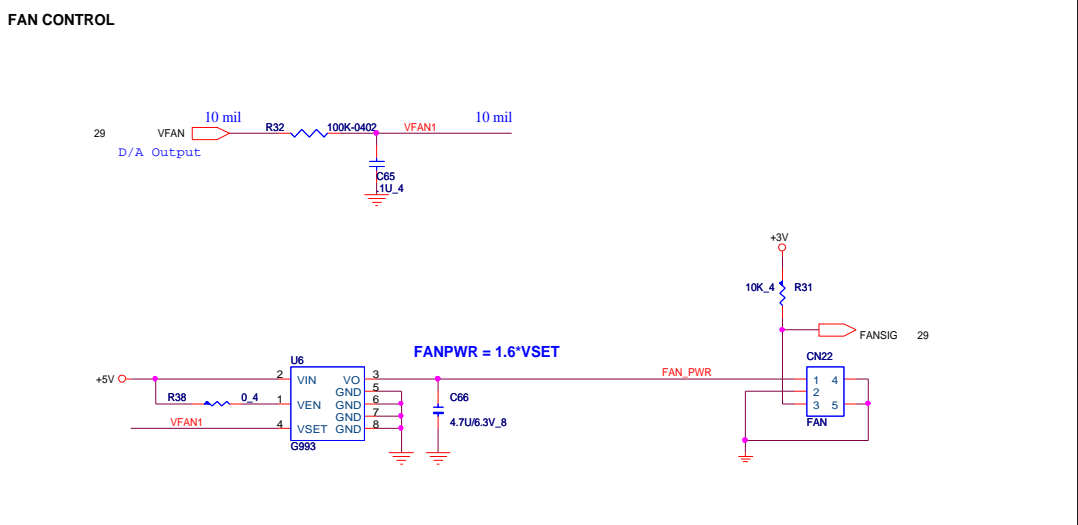 FAN CONTROL
10 mil
10 mil
29
VFAN
R32
100K-0402
VFAN1
D/A Output
C65
.1U_4
+3V
10K_4
R31
FANSIG
29
FANPWR = 1.6*VSET
U6
CN22
+5V
2
VIN
VO
3
FAN_PWR
1
4
GND
5
2
R38
0_4
1
VEN
GND
6
C66
3
5
GND
7
VFAN1
4
VSET
GND
8
4.7U/6.3V_8
FAN
G993